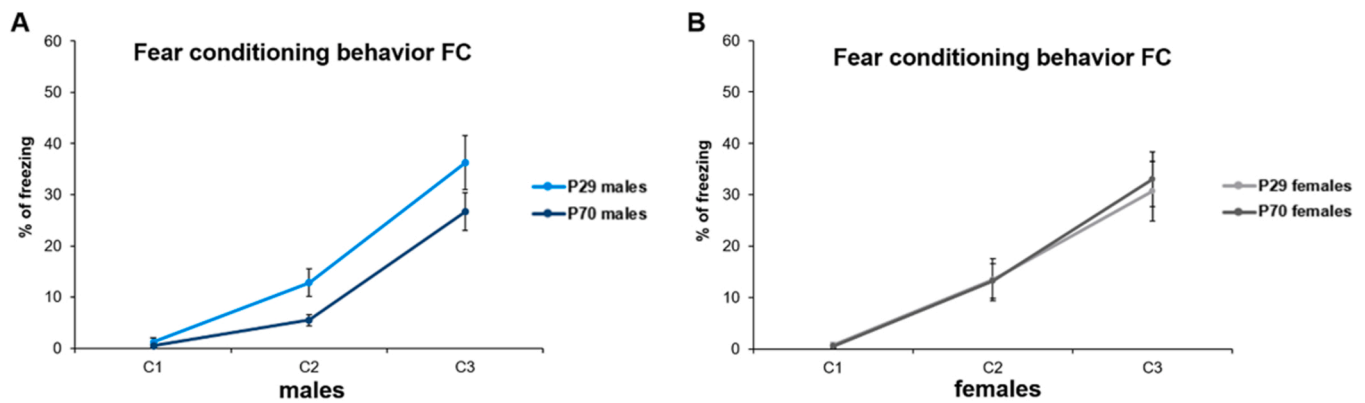 A
Fear conditioning behavior FC
60
50
40
30
20
10
0
% of freezing
C1 C2 C3
males
P29 males
P70 males
B
Fear conditioning behavior FC
60
50
40
30
20
10
0
% of freezing
C1 C2 C3
females
P29 females
P70 females